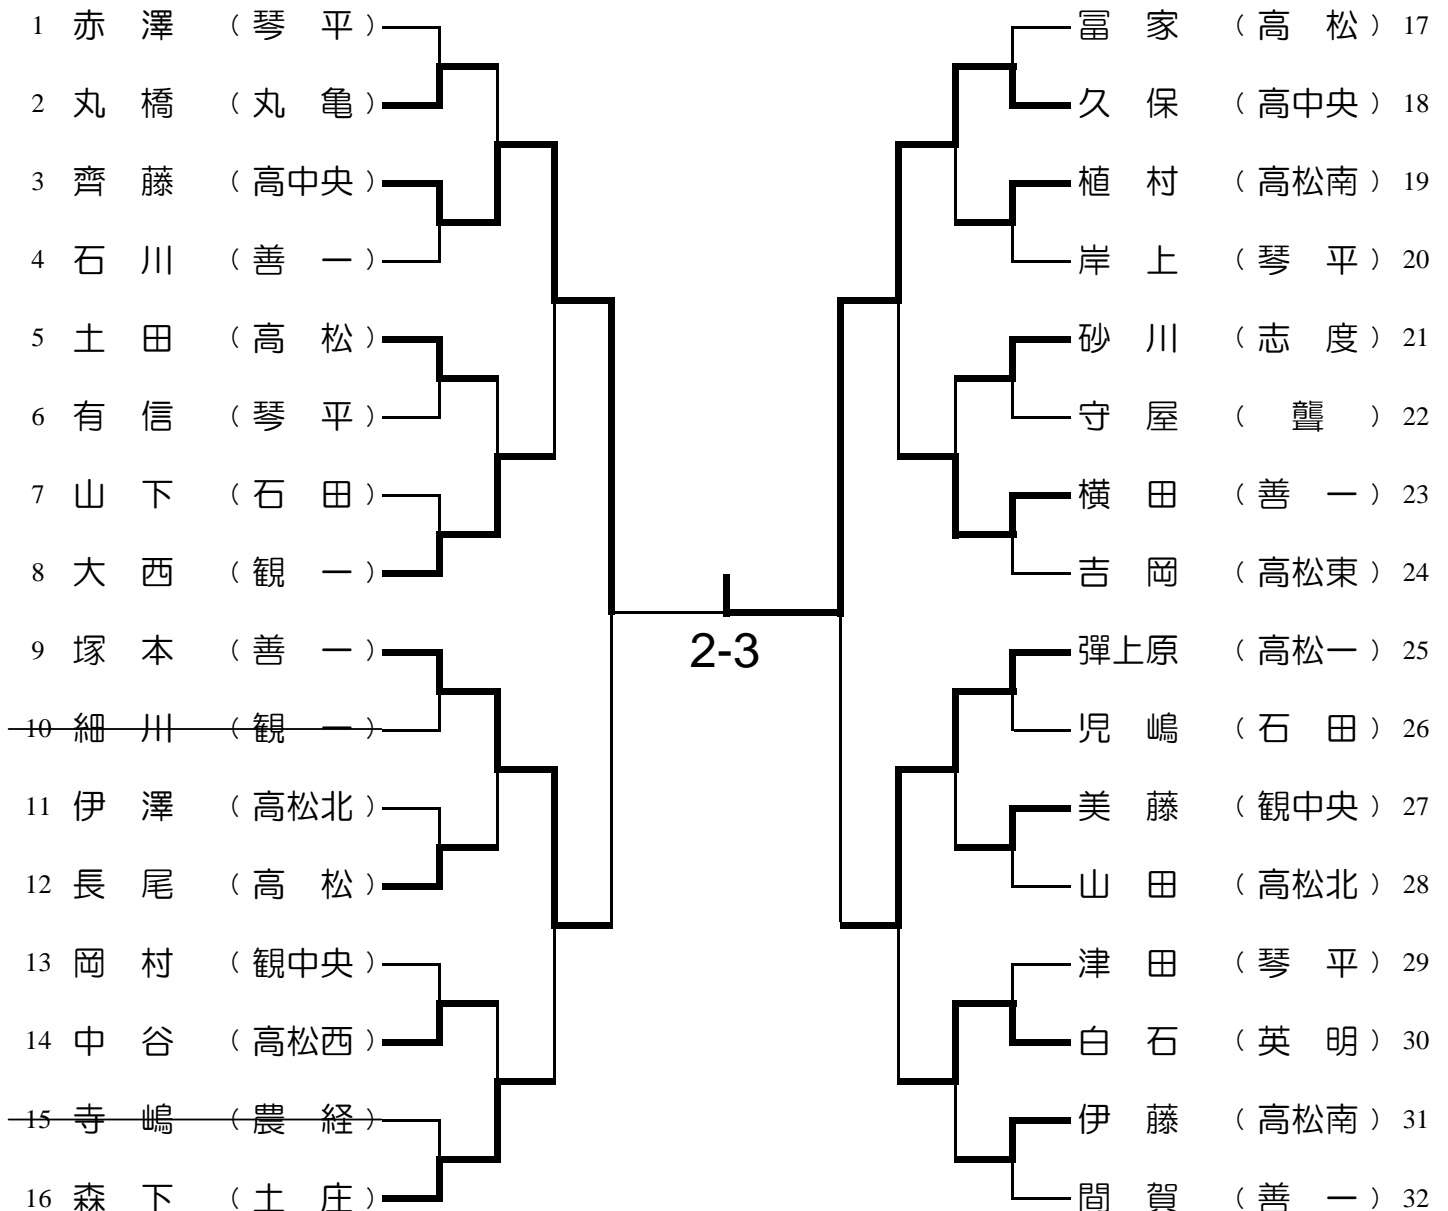 1 赤澤 （琴平）
2 丸橋 （丸亀）
3 齊藤 （高中央）
4 石川 （善一）
5 土田 （高松）
6 有信 （琴平）
7 山下 （石田）
8 大西 （観一）
9 塚本 （善一）
10 細川 （観一）
11 伊澤 （高松北）
12 長尾 （高松）
13 岡村 （観中央）
14 中谷 （高松西）
15 寺嶋 （農経）
16 森下 （土庄）
2-3
冨家 （高松） 17
久保 （高中央） 18
植村 （高松南） 19
岸上 （琴平） 20
砂川 （志度） 21
守屋 （聾） 22
横田 （善一） 23
吉岡 （高松東） 24
彈上原 （高松一） 25
児嶋 （石田） 26
美藤 （観中央） 27
山田 （高松北） 28
津田 （琴平） 29
白石 （英明） 30
伊藤 （高松南） 31
間賀 （善一） 32